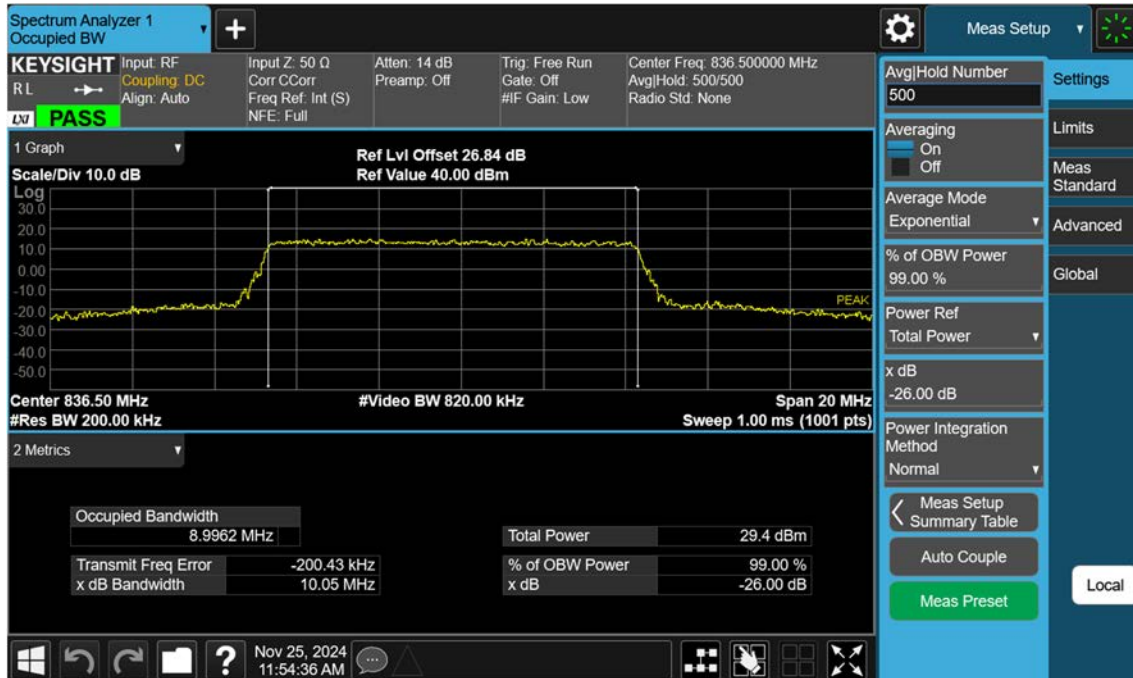 Spectrum Analyzer 1
Occupied BW
+
Meas Setup
KEYSIGHT
RL
LXI PASS
Input: RF
Coupling: DC
Align: Auto
Input Z: 50 Ω
Corr CCorr
Freq Ref: Int (S)
NFE: Full
Atten: 14 dB
Preamp: Off
Trig: Free Run
Gate: Off
#IF Gain: Low
Center Freq: 836.500000 MHz
Avg|Hold: 500/500
Radio Std: None
1 Graph
Scale/Div 10.0 dB
Ref Lvl Offset 26.84 dB
Ref Value 40.00 dBm
Log
30.0
20.0
10.0
0.00
-10.0
-20.0
-30.0
-40.0
-50.0
PEAK
Center 836.50 MHz
#Video BW 820.00 kHz
Span 20 MHz
#Res BW 200.00 kHz
Sweep 1.00 ms (1001 pts)
2 Metrics
Occupied Bandwidth
8.9962 MHz
Total Power 29.4 dBm
Transmit Freq Error -200.43 kHz
% of OBW Power 99.00 %
x dB Bandwidth 10.05 MHz
x dB -26.00 dB
Avg|Hold Number
500
Averaging
On
Off
Average Mode
Exponential
% of OBW Power
99.00 %
Power Ref
Total Power
x dB
-26.00 dB
Power Integration
Method
Normal
Meas Setup
Summary Table
Auto Couple
Meas Preset
Settings
Limits
Meas
Standard
Advanced
Global
Local
?
Nov 25, 2024
11:54:36 AM